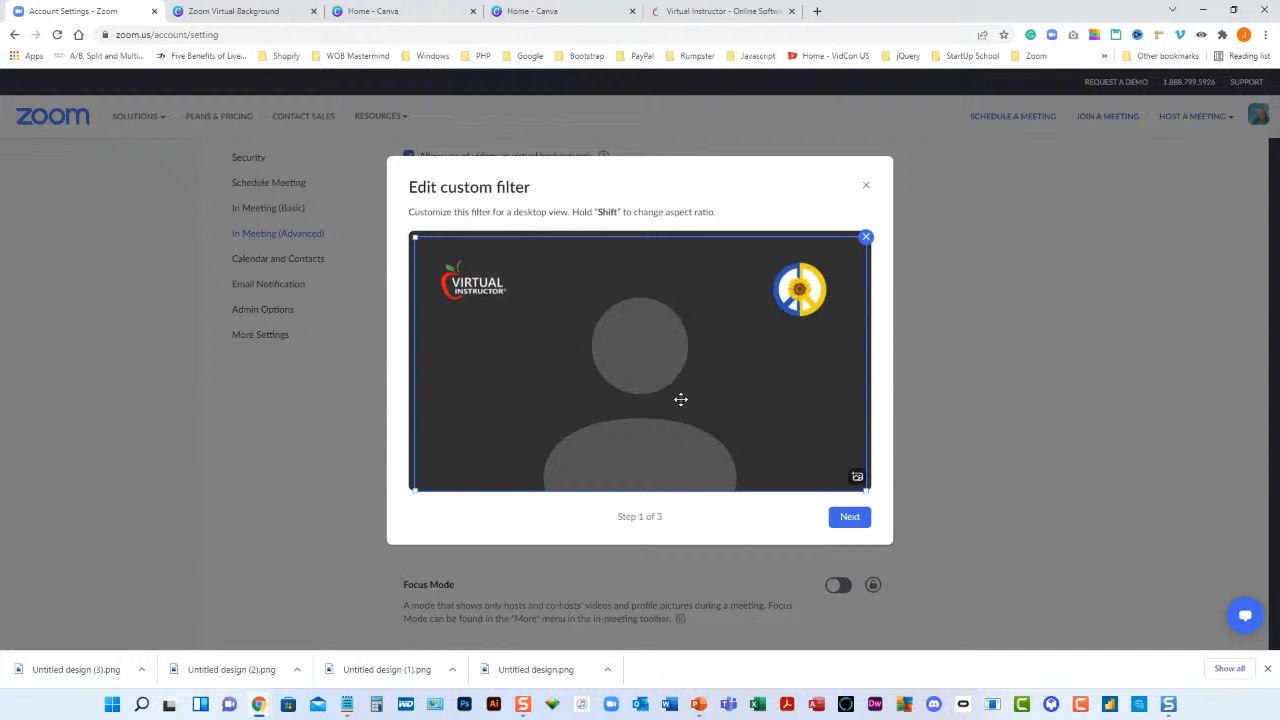 Account Settings - Zoom
Zoom Virtual Background
Home - Canva
Home - Canva
Virtual Instructor - Online Softw
zoom.us/account/setting
Apps
A/B, Split and Multi...
Five Benefits of Live...
Shopify
WOB Mastermind
Windows
PHP
Google
Bootstrap
PayPal
Rumpster
Javascript
Home - VidCon US
jQuery
StartUp School
Zoom
Other bookmarks
Reading list
REQUEST A DEMO
1.888.799.5926
SUPPORT
zoom
SOLUTIONS
PLANS & PRICING
CONTACT SALES
RESOURCES
SCHEDULE A MEETING
JOIN A MEETING
HOST A MEETING
Security
Schedule Meeting
In Meeting (Basic)
In Meeting (Advanced)
Calendar and Contacts
Email Notification
Admin Options
More Settings
Edit custom filter
Customize this filter for a desktop view. Hold "Shift" to change aspect ratio.
VIRTUAL
INSTRUCTOR
Step 1 of 3
Next
Focus Mode
A mode that shows only hosts and co-hosts' videos and profile pictures during a meeting. Focus
Mode can be found in the "More" menu in the in-meeting toolbar.
Untitled design (3).png
Untitled design (2).png
Untitled design (1).png
Untitled design.png
Show all